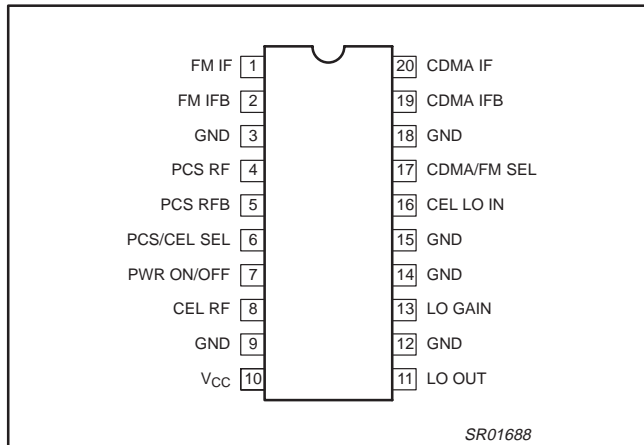 FM IF 1 20 CDMA IF
FM IFB 2 19 CDMA IFB
GND 3 18 GND
PCS RF 4 17 CDMA/FM SEL
PCS RFB 5 16 CEL LO IN
PCS/CEL SEL 6 15 GND
PWR ON/OFF 7 14 GND
CEL RF 8 13 LO GAIN
GND 9 12 GND
VCC 10 11 LO OUT
SR01688